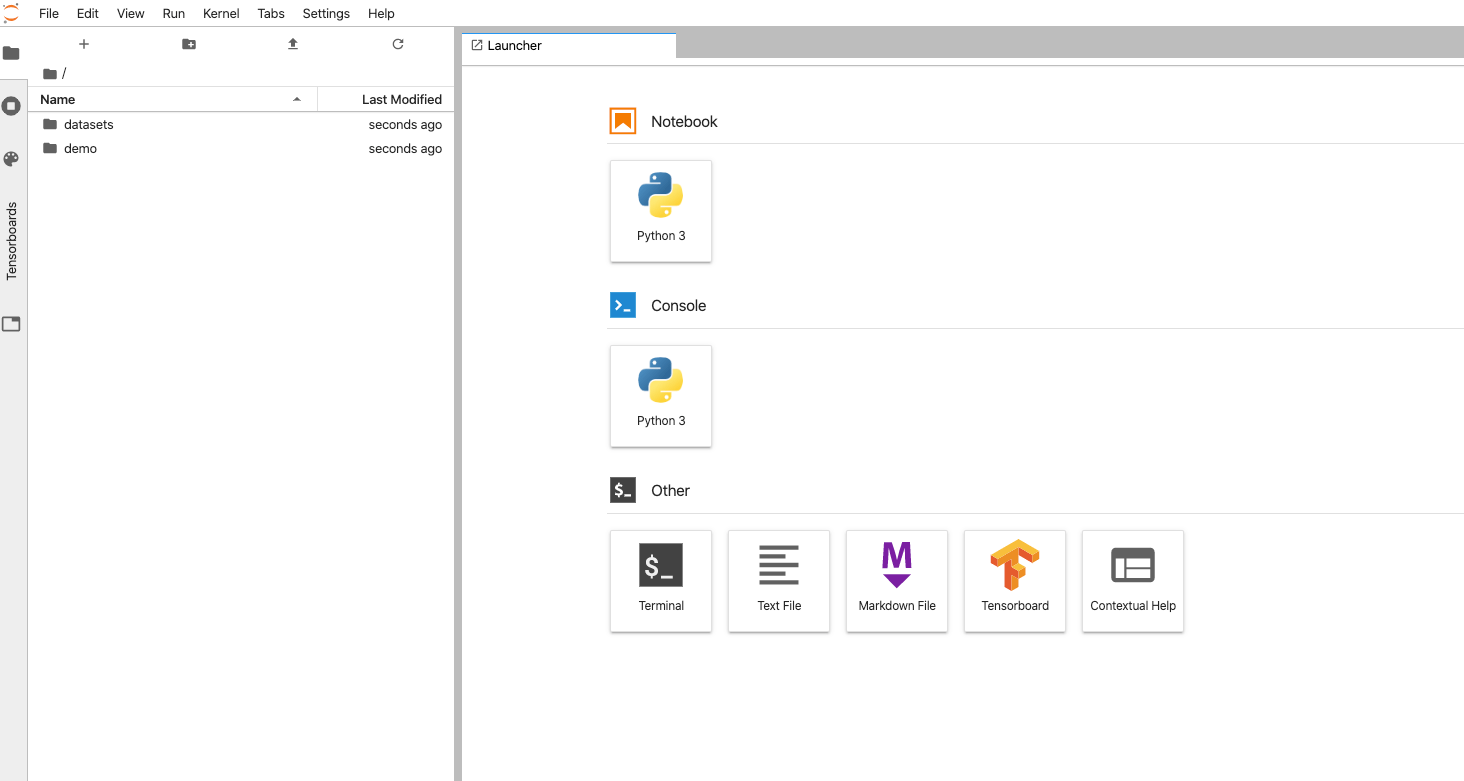 File Edit View Run Kernel Tabs Settings Help
/
Name Last Modified
datasets seconds ago
demo seconds ago
Tensorboards
Launcher
Notebook
Python 3
Console
Python 3
$_ Other
$_
M
Terminal Text File Markdown File Tensorboard Contextual Help